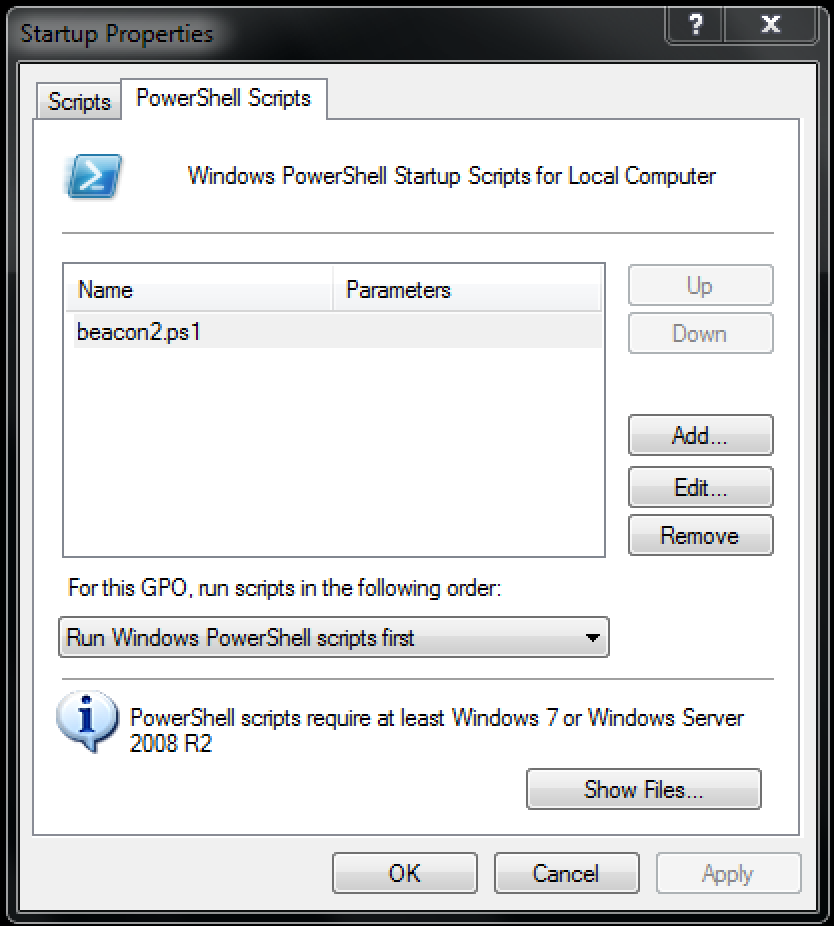 Startup Properties
?
X
Scripts
PowerShell Scripts
Windows PowerShell Startup Scripts for Local Computer
Name
Parameters
Up
beacon2.ps1
Down
Add...
Edit...
Remove
For this GPO, run scripts in the following order:
Run Windows PowerShell scripts first
PowerShell scripts require at least Windows 7 or Windows Server
2008 R2
Show Files...
OK
Cancel
Apply